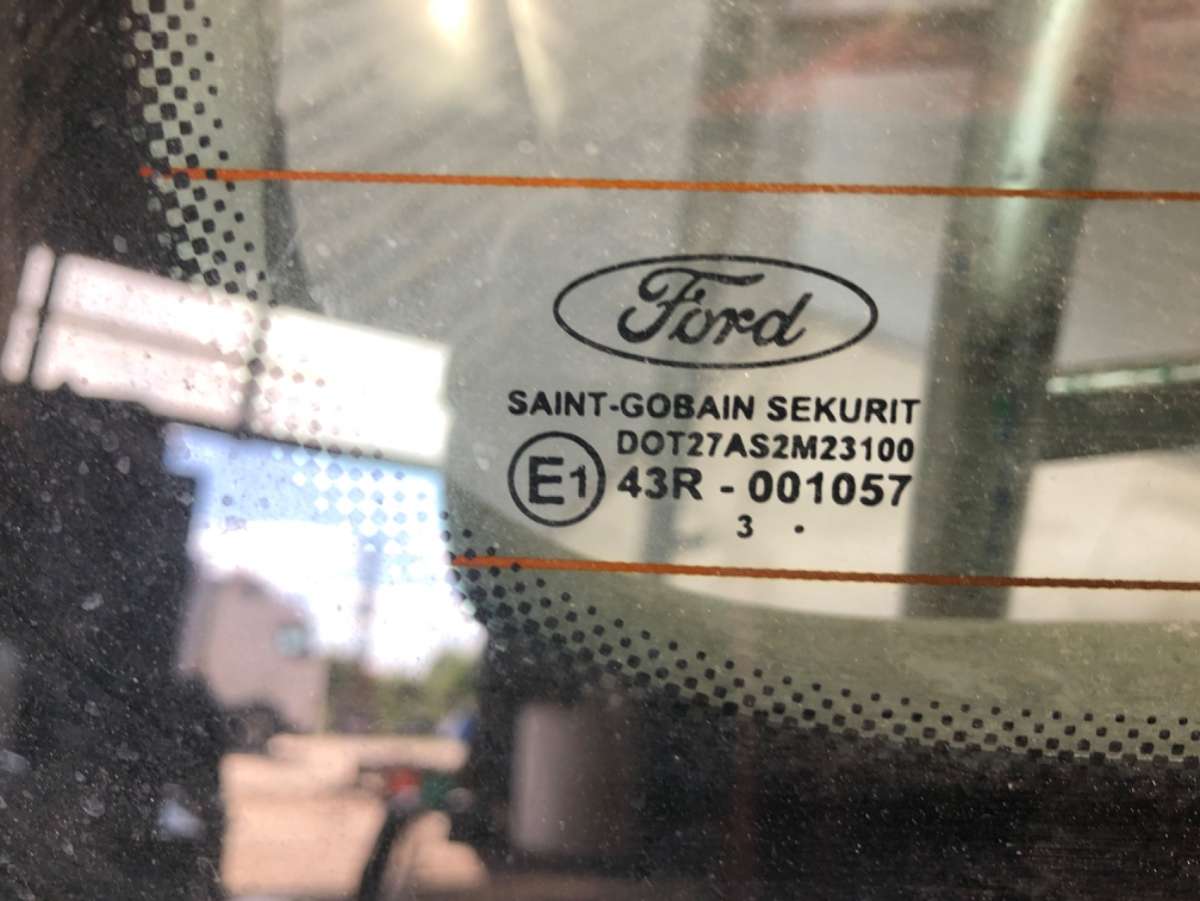 Ford
SAINT-GOBAIN SEKURIT
DOT27AS2M23100
E1 43R - 001057
3 .